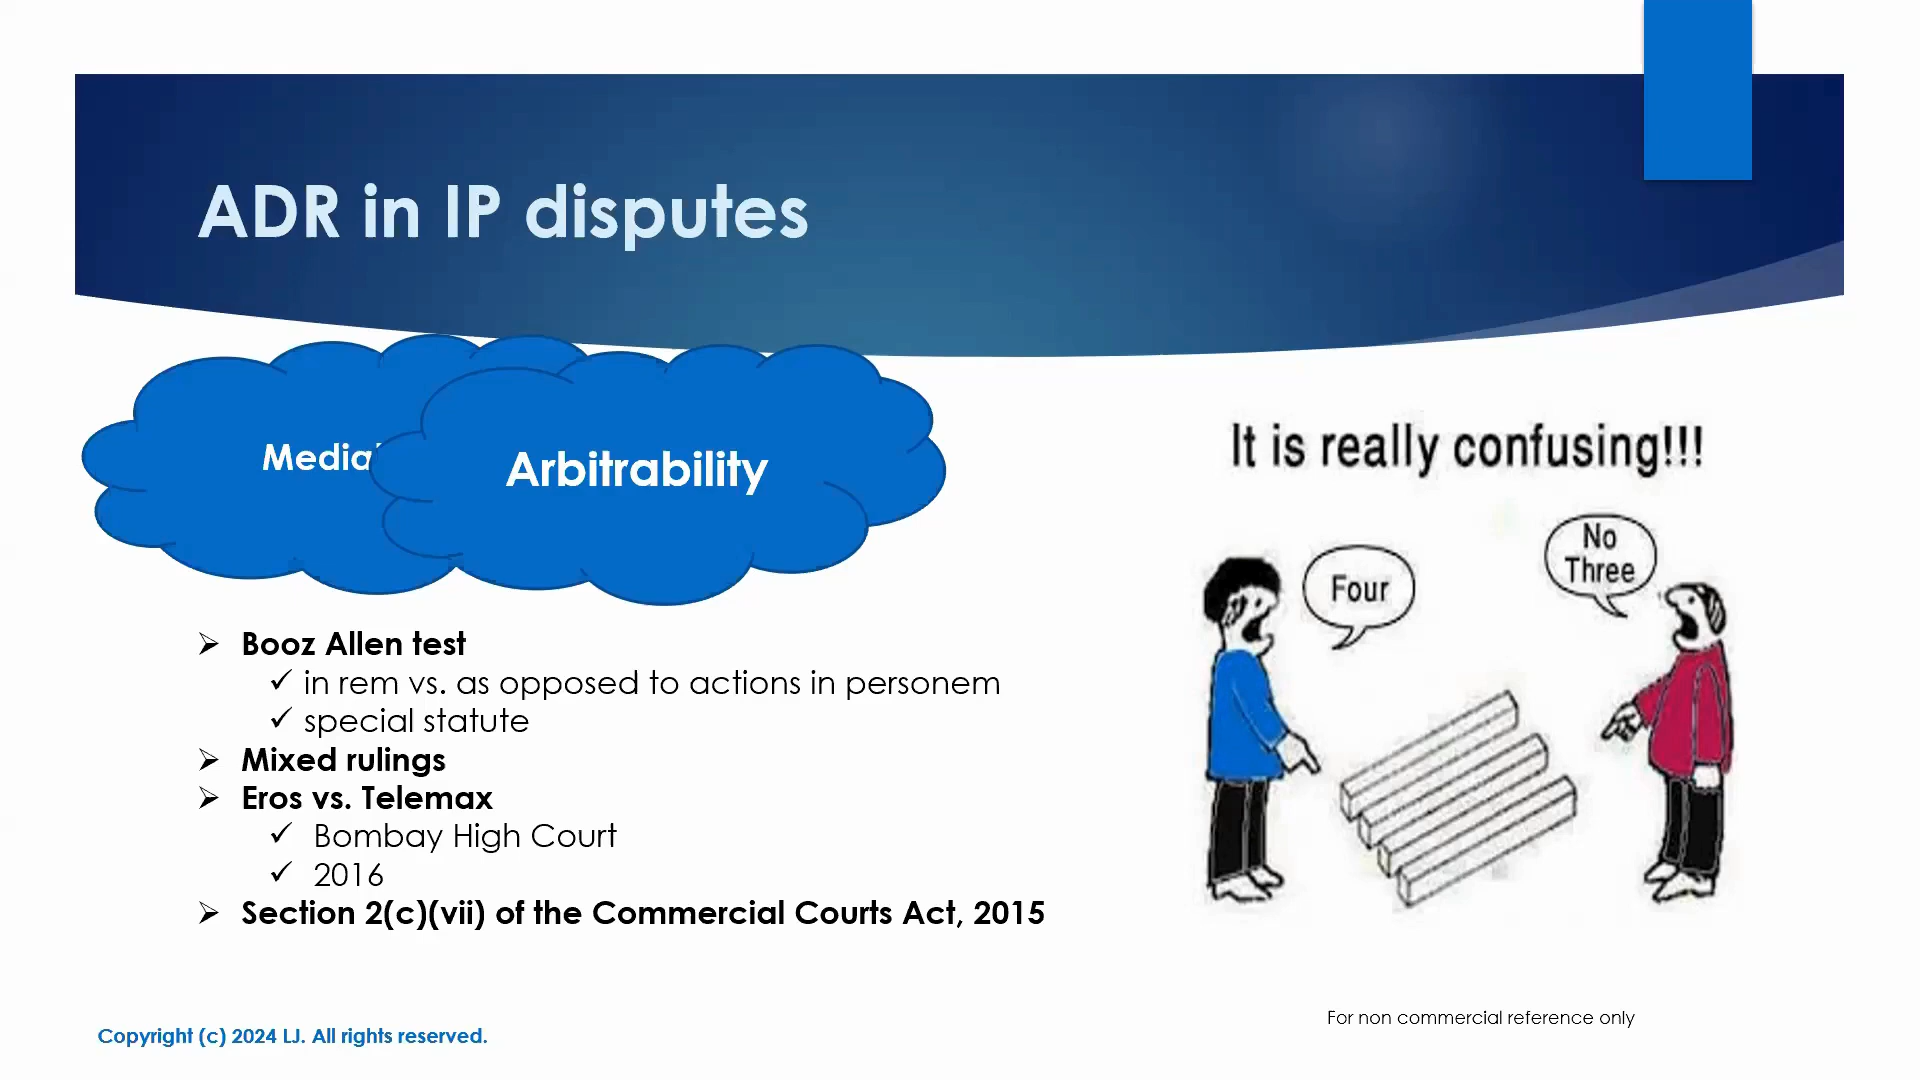 ADR in IP disputes
Arbitrability
It is really confusing!!!
Four
No
Three
Booz Allen test
in rem vs. as opposed to actions in personem
special statute
Mixed rulings
Eros vs. Telemax
Bombay High Court
2016
Section 2(c)(vii) of the Commercial Courts Act, 2015
Copyright (c) 2024 LJ. All rights reserved.
For non commercial reference only